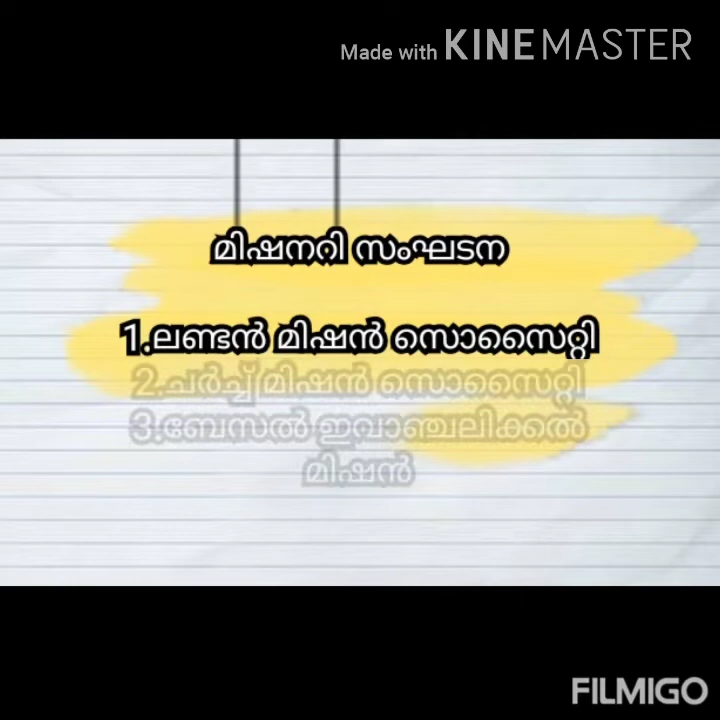 Made with KINEMASTER
മിഷനറി സംഘടന
1.ലണ്ടൻ മിഷൻ സൊസൈറ്റി
2.ചർച്ച് മിഷൻ സൊസൈറ്റി
3.ബേസൽ ഇവാഞ്ചലിക്കൽ
മിഷൻ
FILMIGO